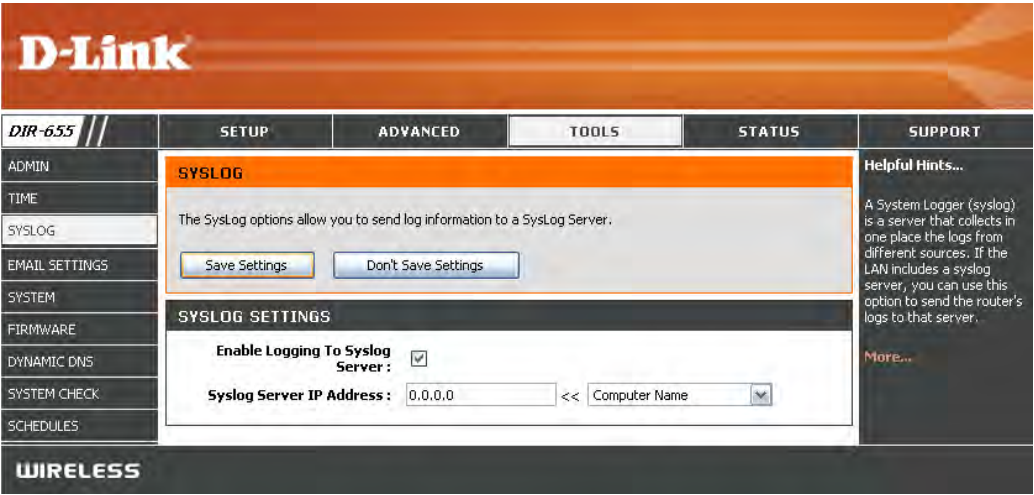 D-Link
DIR-655
SETUP
ADVANCED
TOOLS
STATUS
SUPPORT
ADMIN
TIME
SYSLOG
EMAIL SETTINGS
SYSTEM
FIRMWARE
DYNAMIC DNS
SYSTEM CHECK
SCHEDULES
SYSLOG
The SysLog options allow you to send log information to a SysLog Server.
Save Settings
Don't Save Settings
SYSLOG SETTINGS
Enable Logging To Syslog
Server :
Syslog Server IP Address :
0.0.0.0
<<
Computer Name
Helpful Hints...
A System Logger (syslog)
is a server that collects in
one place the logs from
different sources. If the
LAN includes a syslog
server, you can use this
option to send the router's
logs to that server.
More...
WIRELESS